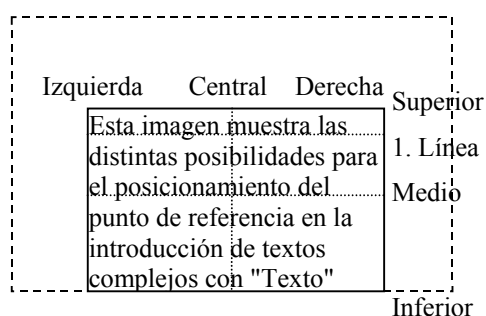 Izquierda Central Derecha
Superior
Esta imagen muestra las
distintas posibilidades para
1. Línea
el posicionamiento del
Medio
punto de referencia en la
introducción de textos
complejos con "Texto"
Inferior